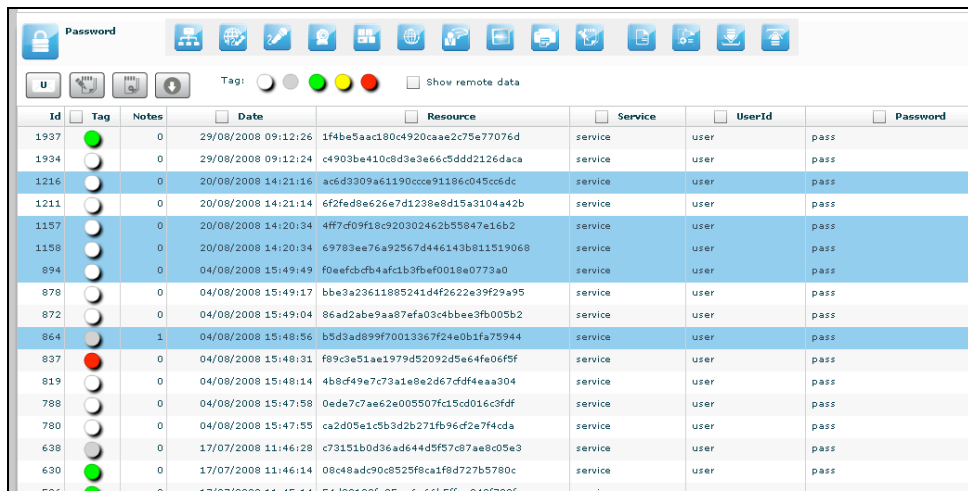 Password
U Tag: Show remote data
Id Tag Notes Date Resource Service UserId Password
1937 0 29/08/2008 09:12:26 1f4be5aac180c4920caae2c75e77076d service user pass
1934 0 29/08/2008 09:12:24 c4903be410c8d3e3e66c5ddd2126daca service user pass
1216 0 20/08/2008 14:21:16 ac6d3309a61190ccce91186c045cc6dc service user pass
1211 0 20/08/2008 14:21:14 6f2fed8e626e7d1238e8d15a3104a42b service user pass
1157 0 20/08/2008 14:20:34 4ff7cf09f18c920302462b55847e16b2 service user pass
1158 0 20/08/2008 14:20:34 69783ee76a92567d446143b811519068 service user pass
894 0 04/08/2008 15:49:49 f0eefcbcfb4afc1b3fbef0018e0773a0 service user pass
878 0 04/08/2008 15:49:17 bbe3a23611885241d4f2622e39f29a95 service user pass
872 0 04/08/2008 15:49:04 86ad2abe9aa87efa03c4bbee3fb005b2 service user pass
864 1 04/08/2008 15:48:56 b5d3ad899f70013367f24e0b1fa75944 service user pass
837 0 04/08/2008 15:48:31 f89c3e51ae1979d52092d5e64fe06f5f service user pass
819 0 04/08/2008 15:48:14 4b8cf49e7c73a1e8e2d67cfdf4eaa304 service user pass
788 0 04/08/2008 15:47:58 0ede7c7ae62e005507fc15cd016c3fdf service user pass
780 0 04/08/2008 15:47:55 ca2d05e1c5b3d2b271fb96cf2e7f4cda service user pass
638 0 17/07/2008 11:46:28 c73151b0d36ad644d5f57c87ae8c05e3 service user pass
630 0 17/07/2008 11:46:14 08c48adc90c8525f8ca1f8d727b5780c service user pass